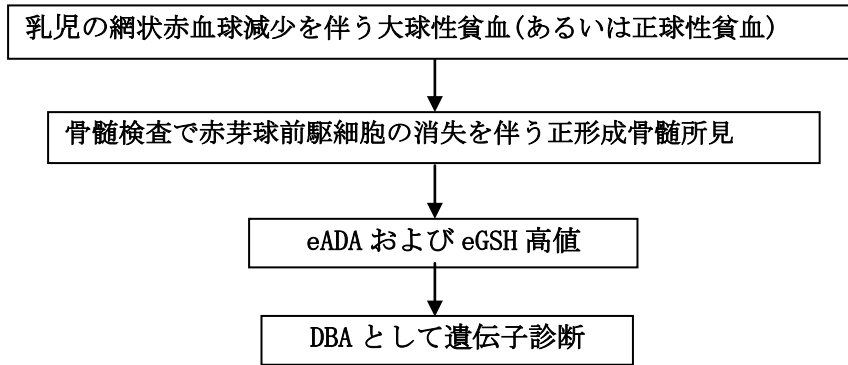 乳児の網状赤血球減少を伴う大球性貧血(あるいは正球性貧血)
骨髄検査で赤芽球前駆細胞の消失を伴う正形成骨髄所見
eADA および eGSH 高値
DBA として遺伝子診断